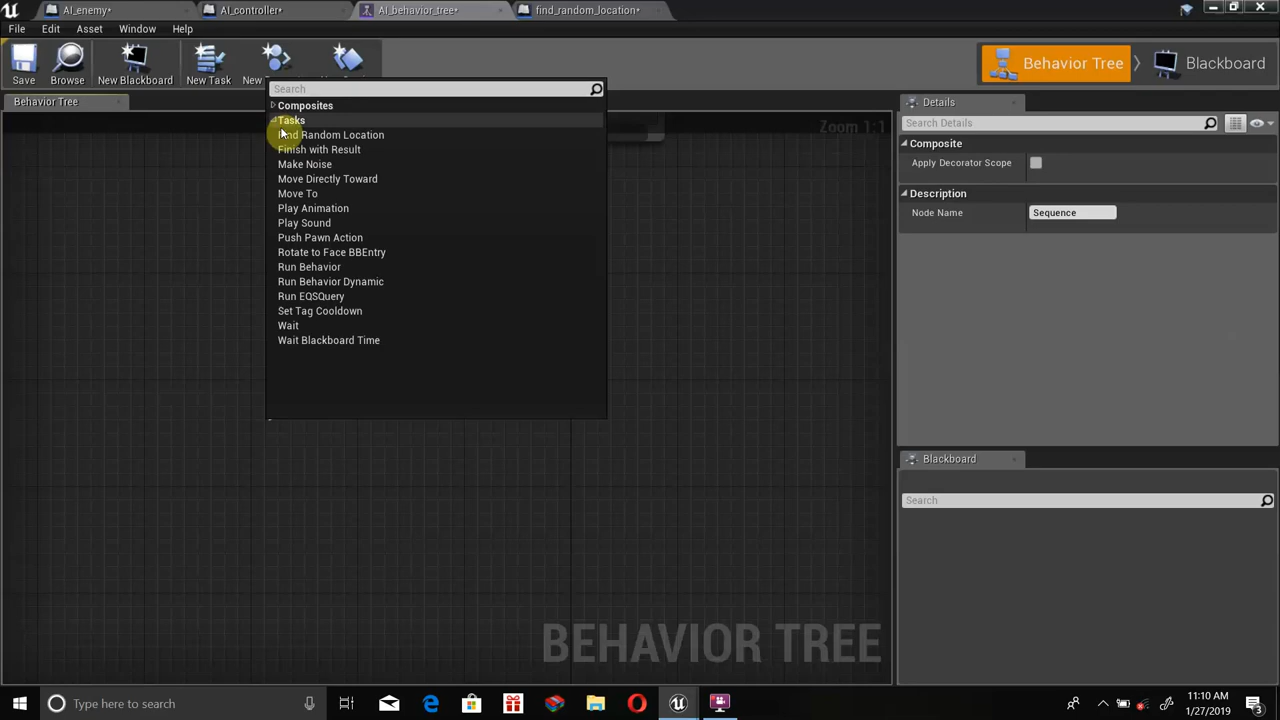 AI_enemy*
AI_controller*
AI_behavior_tree*
find_random_location*
File
Edit
Asset
Window
Help
Save
Browse
New Blackboard
New Task
New
Behavior Tree
Blackboard
Behavior Tree
Search
Composites
Tasks
Find Random Location
Finish with Result
Make Noise
Move Directly Toward
Move To
Play Animation
Play Sound
Push Pawn Action
Rotate to Face BBEntry
Run Behavior
Run Behavior Dynamic
Run EQSQuery
Set Tag Cooldown
Wait
Wait Blackboard Time
Zoom 1:1
BEHAVIOR TREE
Details
Search Details
Composite
Apply Decorator Scope
Description
Node Name
Sequence
Blackboard
Search
Type here to search
11:10 AM
1/27/2019
3